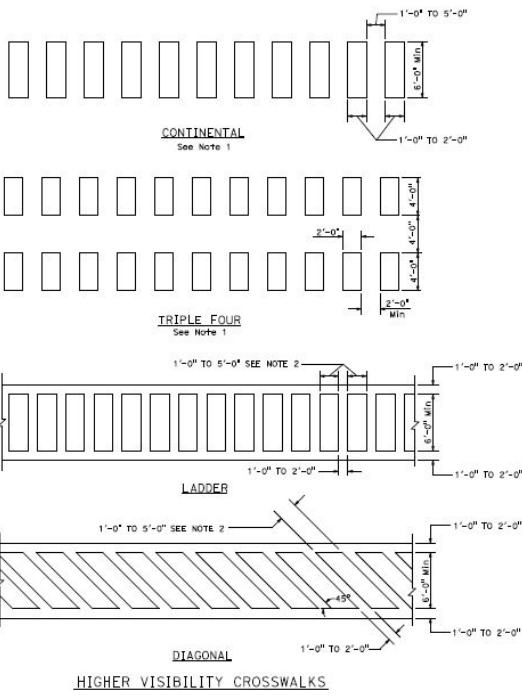 1'-0" TO 5'-0"
6'-0" Min
CONTINENTAL
See Note 1
1'-0" TO 2'-0"
4'-0"
2'-0"
4'-0"
4'-0"
2'-0"
Min
TRIPLE FOUR
See Note 1
1'-0" TO 5'-0" SEE NOTE 2
1'-0" TO 2'-0"
6'-0" Min
1'-0" TO 2'-0"
1'-0" TO 2'-0"
LADDER
1'-0" TO 5'-0" SEE NOTE 2
1'-0" TO 2'-0"
6'-0" Min
45°
1'-0" TO 2'-0"
1'-0" TO 2'-0"
DIAGONAL
HIGHER VISIBILITY CROSSWALKS